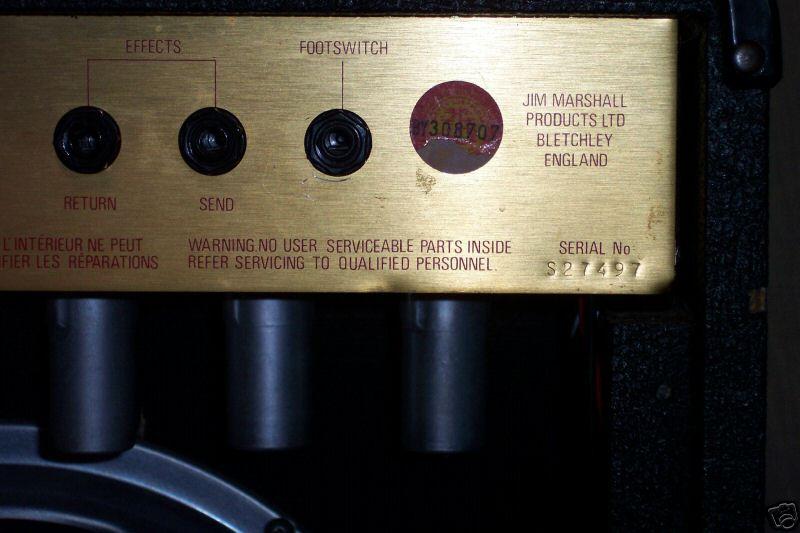 EFFECTS
FOOTSWITCH
BY308707
JIM MARSHALL
PRODUCTS LTD
BLETCHLEY
ENGLAND
RETURN
SEND
L'INTÉRIEUR NE PEUT
FIER LES RÉPARATIONS
WARNING.NO USER SERVICEABLE PARTS INSIDE
REFER SERVICING TO QUALIFIED PERSONNEL.
SERIAL No
S27497